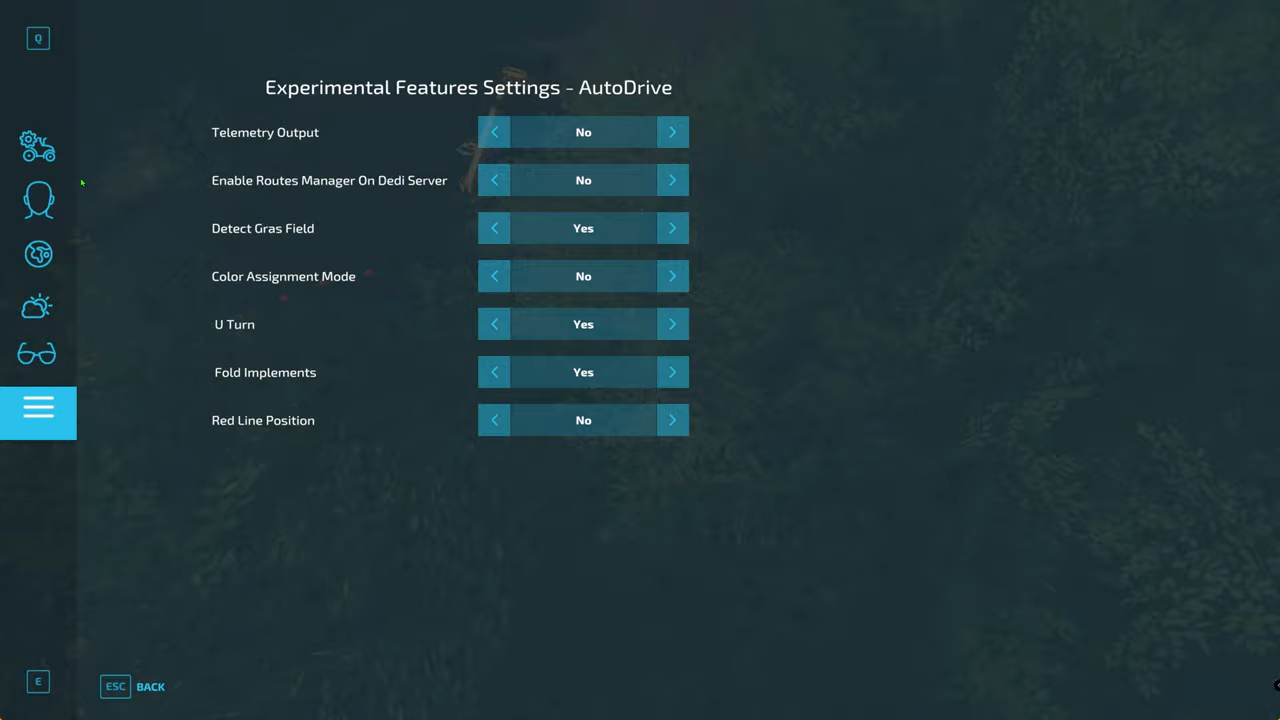 Q
Experimental Features Settings - AutoDrive
Telemetry Output No
Enable Routes Manager On Dedi Server No
Detect Gras Field Yes
Color Assignment Mode No
U Turn Yes
Fold Implements Yes
Red Line Position No
E
ESC BACK